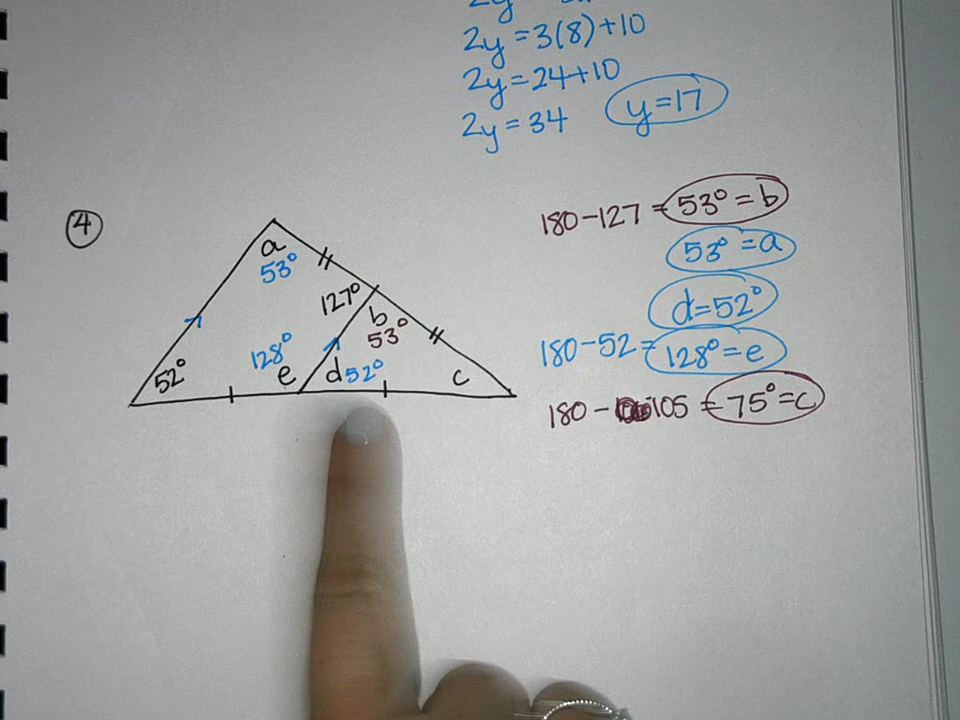 2y
2y = 3(8)+10
2y = 24+10
2y = 34 y=17
4
a
53°
127°
b
53°
128°
52°
e
d 52°
c
180-127 = 53° = b
53° = a
d=52°
180-52 = 128° = e
180 - 105 = 75° = c